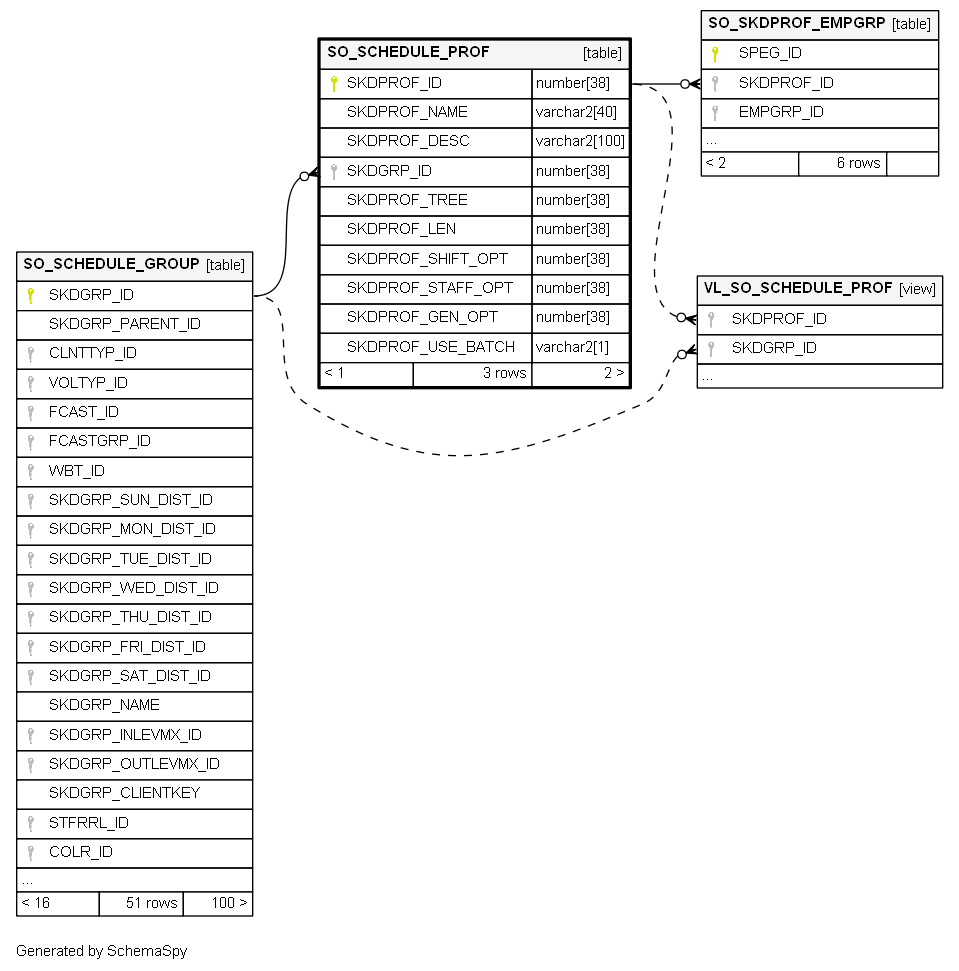 SO_SKDPROF_EMPGRP [table]
SPEG_ID
SKDPROF_ID
EMPGRP_ID
...
< 2 6 rows
SO_SCHEDULE_PROF [table]
SKDPROF_ID number[38]
SKDPROF_NAME varchar2[40]
SKDPROF_DESC varchar2[100]
SKDGRP_ID number[38]
SKDPROF_TREE number[38]
SKDPROF_LEN number[38]
SKDPROF_SHIFT_OPT number[38]
SKDPROF_STAFF_OPT number[38]
SKDPROF_GEN_OPT number[38]
SKDPROF_USE_BATCH varchar2[1]
< 1 3 rows 2 >
SO_SCHEDULE_GROUP [table]
SKDGRP_ID
SKDGRP_PARENT_ID
CLNTTYP_ID
VOLTYP_ID
FCAST_ID
FCASTGRP_ID
WBT_ID
SKDGRP_SUN_DIST_ID
SKDGRP_MON_DIST_ID
SKDGRP_TUE_DIST_ID
SKDGRP_WED_DIST_ID
SKDGRP_THU_DIST_ID
SKDGRP_FRI_DIST_ID
SKDGRP_SAT_DIST_ID
SKDGRP_NAME
SKDGRP_INLEVMX_ID
SKDGRP_OUTLEVMX_ID
SKDGRP_CLIENTKEY
STFRRL_ID
COLR_ID
...
< 16 51 rows 100 >
VL_SO_SCHEDULE_PROF [view]
SKDPROF_ID
SKDGRP_ID
...
Generated by SchemaSpy